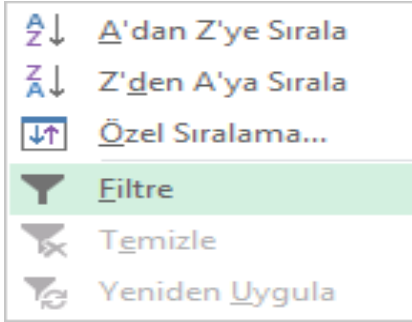 A'dan Z'ye Sırala
Z'den A'ya Sırala
Özel Sıralama...
Filtre
Temizle
Yeniden Uygula